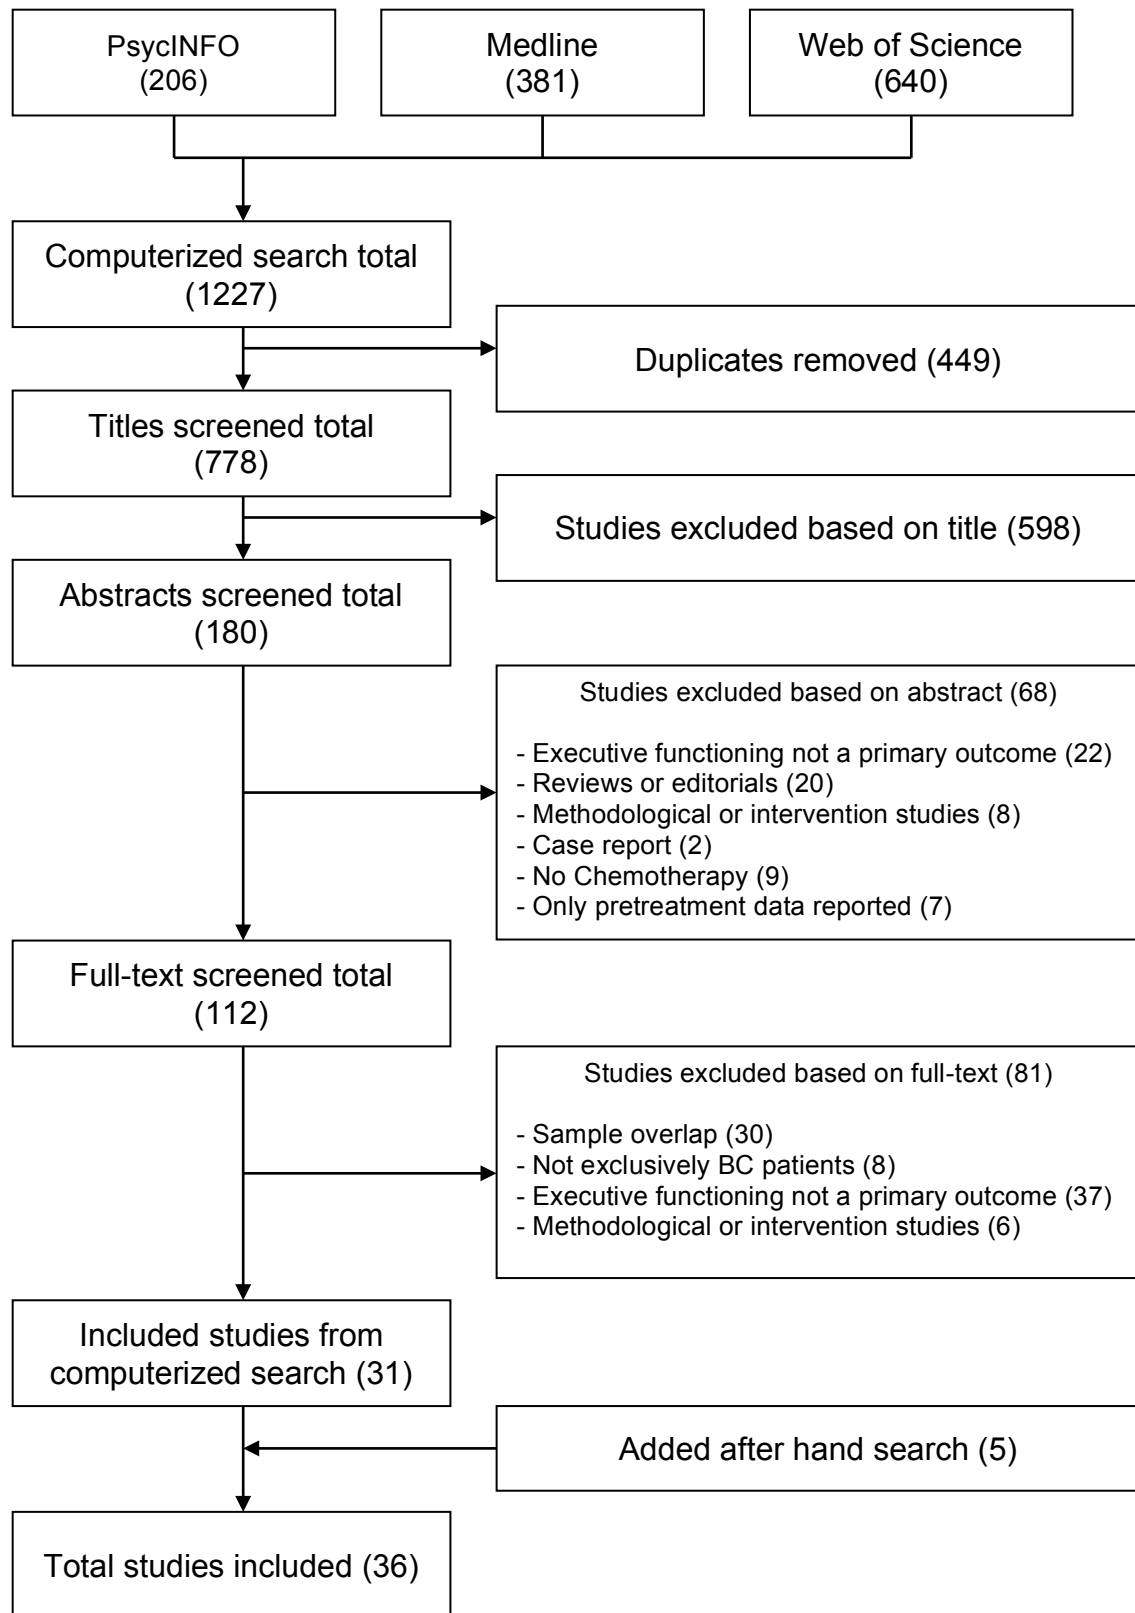 PsycINFO
(206)
Medline
(381)
Web of Science
(640)
Computerized search total
(1227)
Duplicates removed (449)
Titles screened total
(778)
Studies excluded based on title (598)
Abstracts screened total
(180)
Studies excluded based on abstract (68)
- Executive functioning not a primary outcome (22)
- Reviews or editorials (20)
- Methodological or intervention studies (8)
- Case report (2)
- No Chemotherapy (9)
- Only pretreatment data reported (7)
Full-text screened total
(112)
Studies excluded based on full-text (81)
- Sample overlap (30)
- Not exclusively BC patients (8)
- Executive functioning not a primary outcome (37)
- Methodological or intervention studies (6)
Included studies from
computerized search (31)
Added after hand search (5)
Total studies included (36)